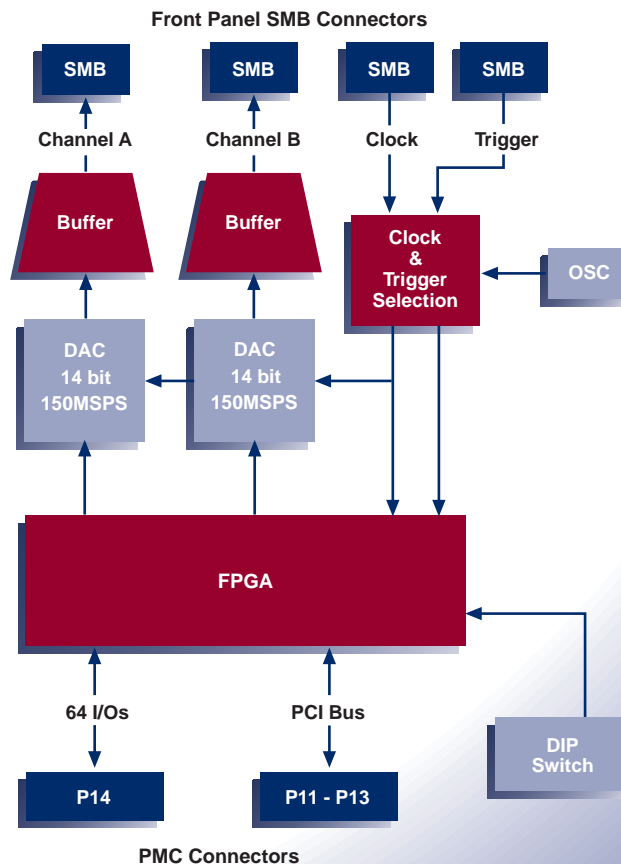 Front Panel SMB Connectors
SMB
SMB
SMB
SMB
Channel A
Channel B
Clock
Trigger
Buffer
Buffer
Clock
&
Trigger
Selection
OSC
DAC
14 bit
150MSPS
DAC
14 bit
150MSPS
FPGA
64 I/Os
PCI Bus
DIP
Switch
P14
P11 - P13
PMC Connectors